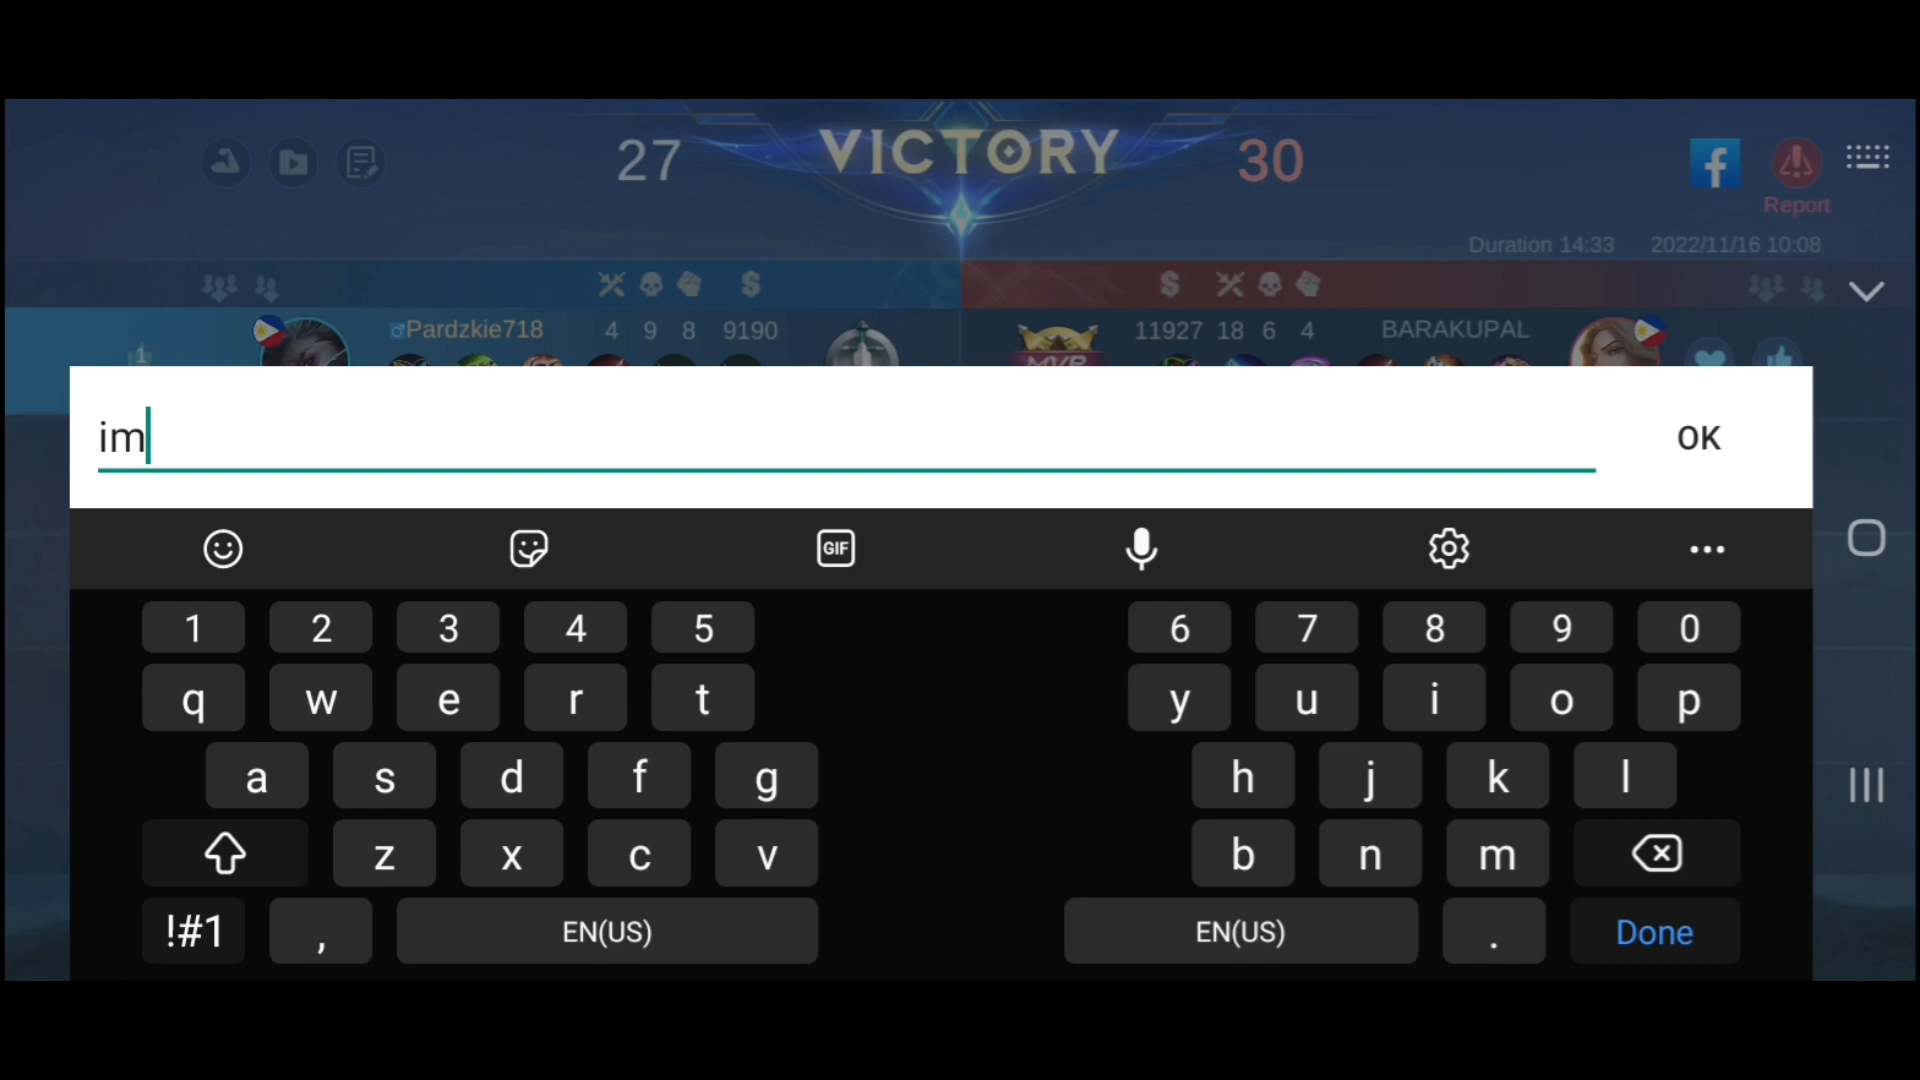 27 VICTORY 30
f
Report
Duration 14:33 2022/11/16 10:08
$ $
1 Pardzkie718 4 9 8 9190 11927 18 6 4 BARAKUPAL
MVP
im OK
GIF
1 2 3 4 5 6 7 8 9 0
q w e r t y u i o p
a s d f g h j k l
z x c v b n m
!#1 , EN(US) EN(US) . Done